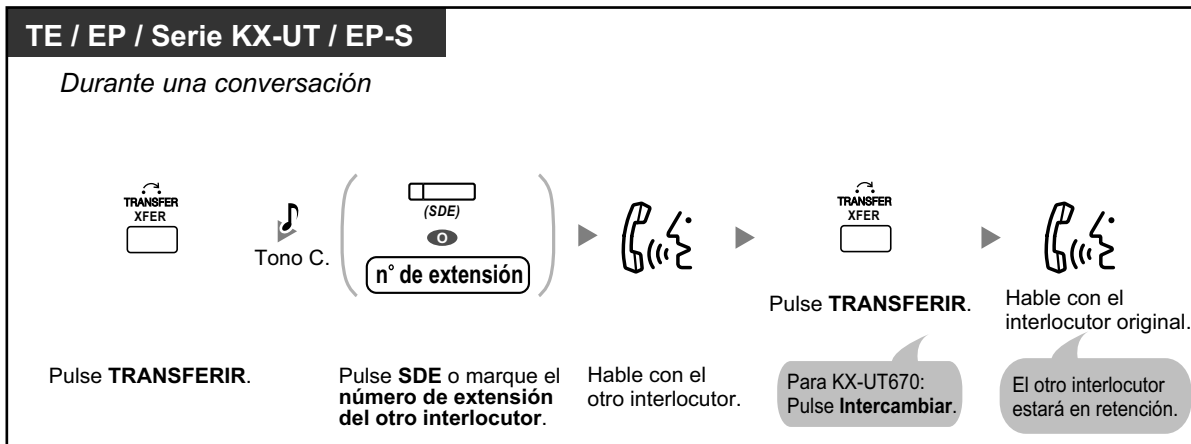 TE / EP / Serie KX-UT / EP-S
Durante una conversación
TRANSFER
XFER
Tono C.
(SDE)
O
n° de extensión
TRANSFER
XFER
Pulse TRANSFERIR.
Pulse SDE o marque el
número de extensión
del otro interlocutor.
Hable con el
otro interlocutor.
Pulse TRANSFERIR.
Para KX-UT670:
Pulse Intercambiar.
Hable con el
interlocutor original.
El otro interlocutor
estará en retención.